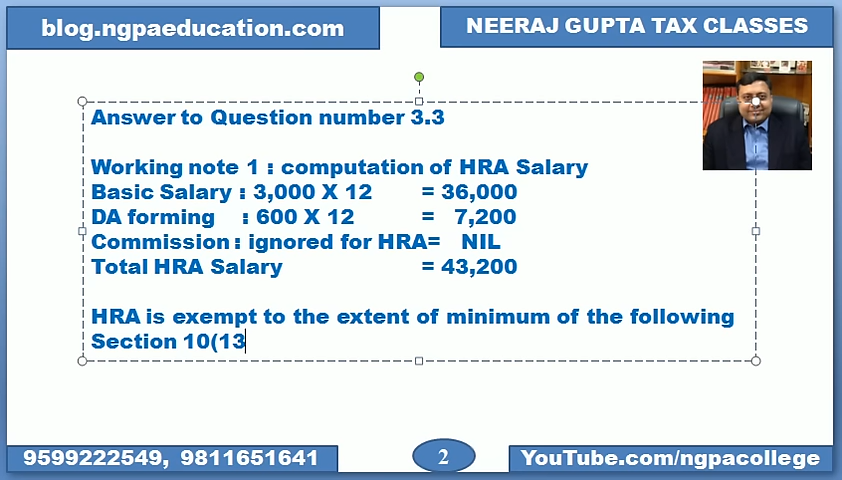 blog.ngpaeducation.com
NEERAJ GUPTA TAX CLASSES
Answer to Question number 3.3
Working note 1 : computation of HRA Salary
Basic Salary : 3,000 X 12 = 36,000
DA forming : 600 X 12 = 7,200
Commission : ignored for HRA= NIL
Total HRA Salary = 43,200
HRA is exempt to the extent of minimum of the following
Section 10(13
9599222549, 9811651641
2
YouTube.com/ngpacollege